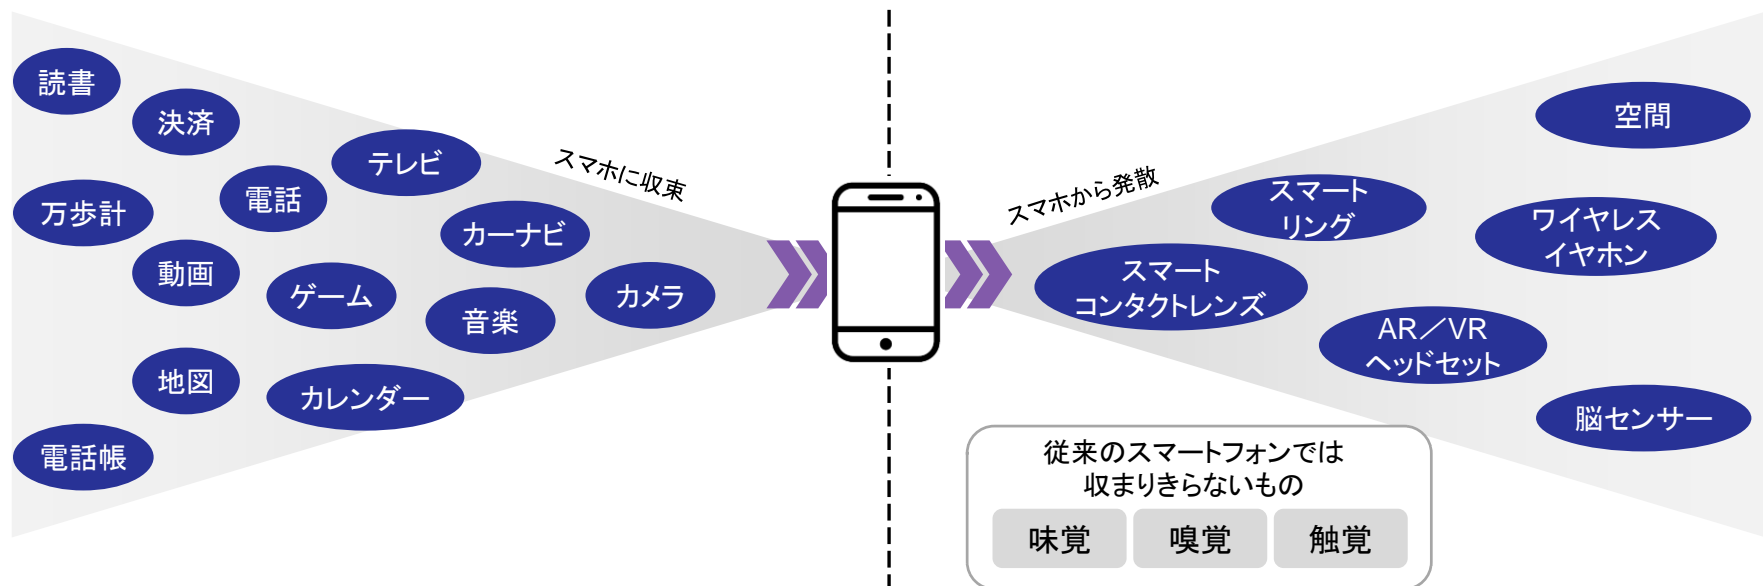 読書
決済
テレビ
電話
万歩計
カーナビ
動画
ゲーム
音楽
カメラ
地図
カレンダー
電話帳
スマホに収束
スマホから発散
空間
スマート
リング
ワイヤレス
イヤホン
スマート
コンタクトレンズ
AR／VR
ヘッドセット
脳センサー
従来のスマートフォンでは
収まりきらないもの
味覚
嗅覚
触覚